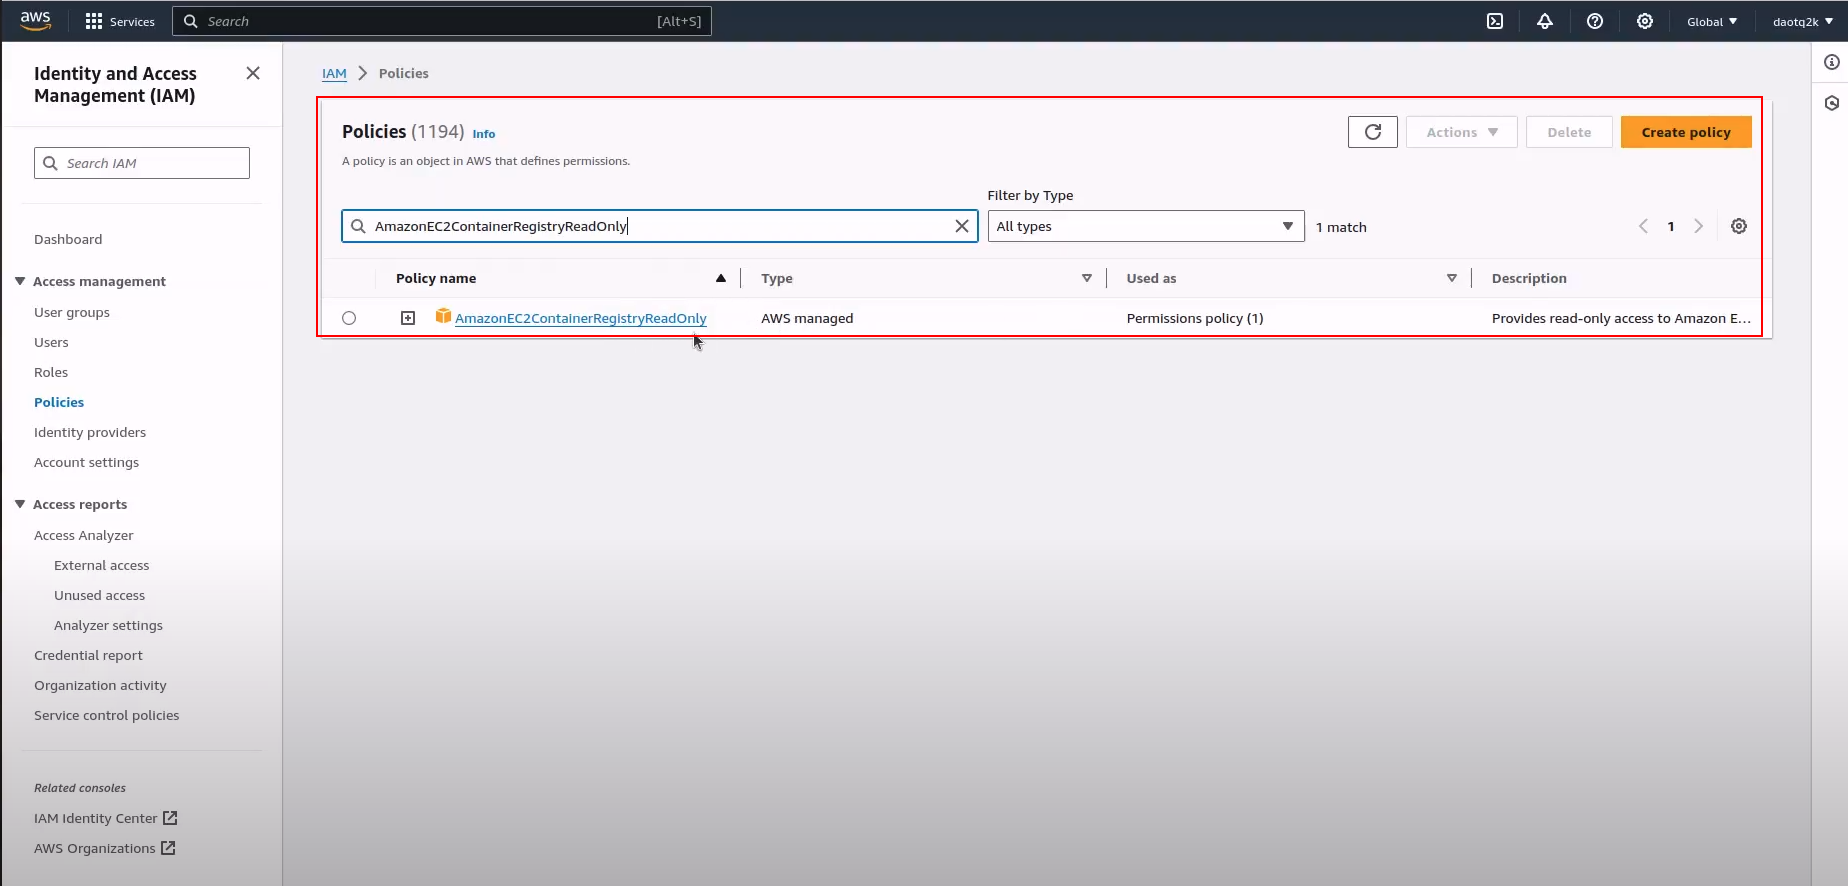 aws
Services
Search
[Alt+S]
Global
daotq2k
Identity and Access
Management (IAM)
Search IAM
Dashboard
Access management
User groups
Users
Roles
Policies
Identity providers
Account settings
Access reports
Access Analyzer
External access
Unused access
Analyzer settings
Credential report
Organization activity
Service control policies
Related consoles
IAM Identity Center
AWS Organizations
IAM > Policies
Policies (1194) Info
A policy is an object in AWS that defines permissions.
Actions
Delete
Create policy
Filter by Type
AmazonEC2ContainerRegistryReadOnly
All types
1 match
1
Policy name
Type
Used as
Description
AmazonEC2ContainerRegistryReadOnly
AWS managed
Permissions policy (1)
Provides read-only access to Amazon E...